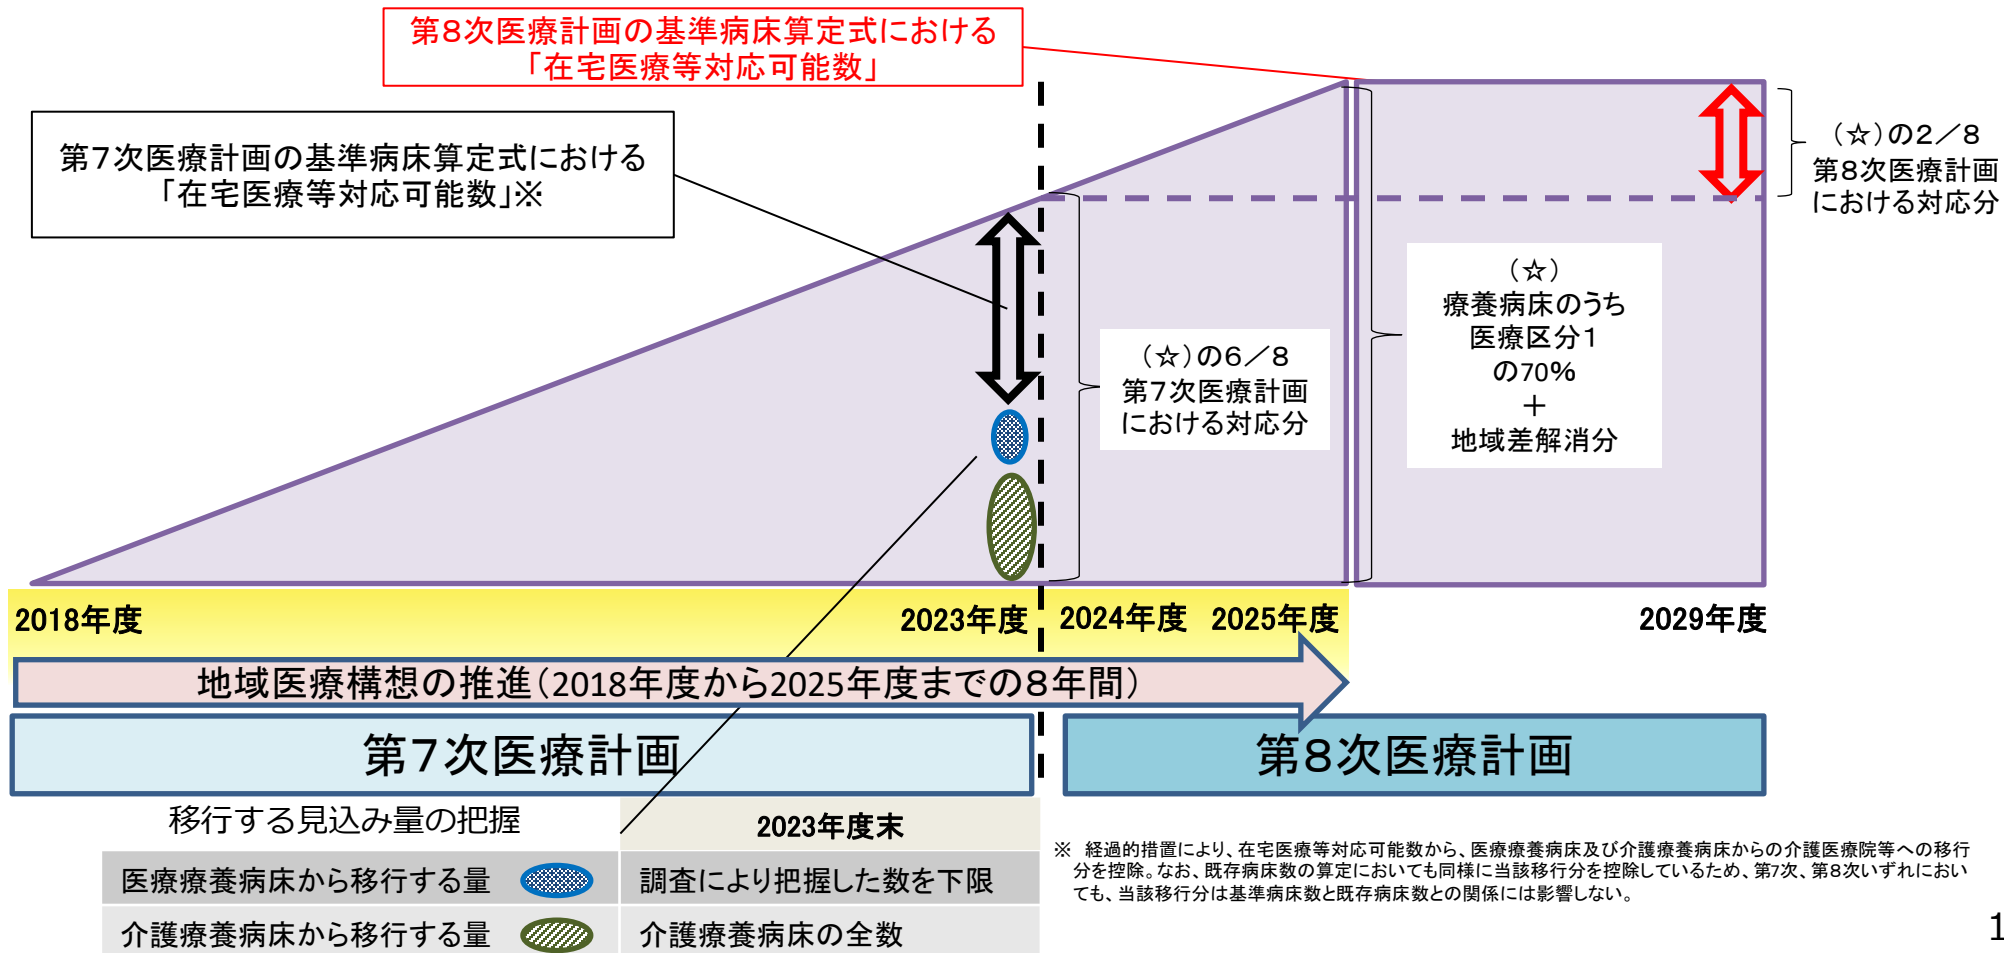 第８次医療計画の基準病床算定式における
「在宅医療等対応可能数」
第７次医療計画の基準病床算定式における
「在宅医療等対応可能数」※
（☆）の２／８
第８次医療計画
における対応分
（☆）
療養病床のうち
医療区分１
の70％
＋
地域差解消分
（☆）の６／８
第７次医療計画
における対応分
2018年度
2023年度
2024年度
2025年度
2029年度
地域医療構想の推進（2018年度から2025年度までの８年間）
第７次医療計画
第８次医療計画
移行する見込み量の把握
2023年度末
医療療養病床から移行する量
調査により把握した数を下限
介護療養病床から移行する量
介護療養病床の全数
※ 経過的措置により、在宅医療等対応可能数から、医療療養病床及び介護療養病床からの介護医療院等への移行
分を控除。なお、既存病床数の算定においても同様に当該移行分を控除しているため、第7次、第８次いずれにおい
ても、当該移行分は基準病床数と既存病床数との関係には影響しない。
1